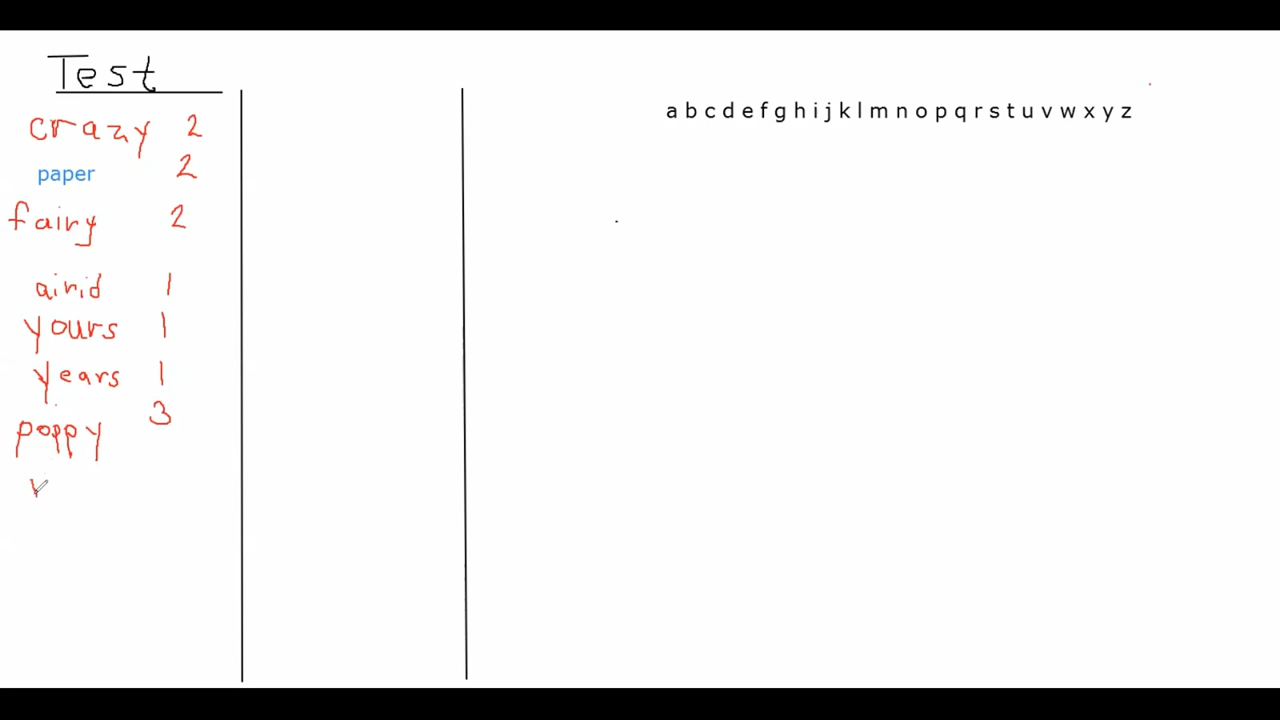 Test
crazy 2
paper 2
fairy 2
airid 1
yours 1
years 1
poppy 3
a b c d e f g h i j k l m n o p q r s t u v w x y z